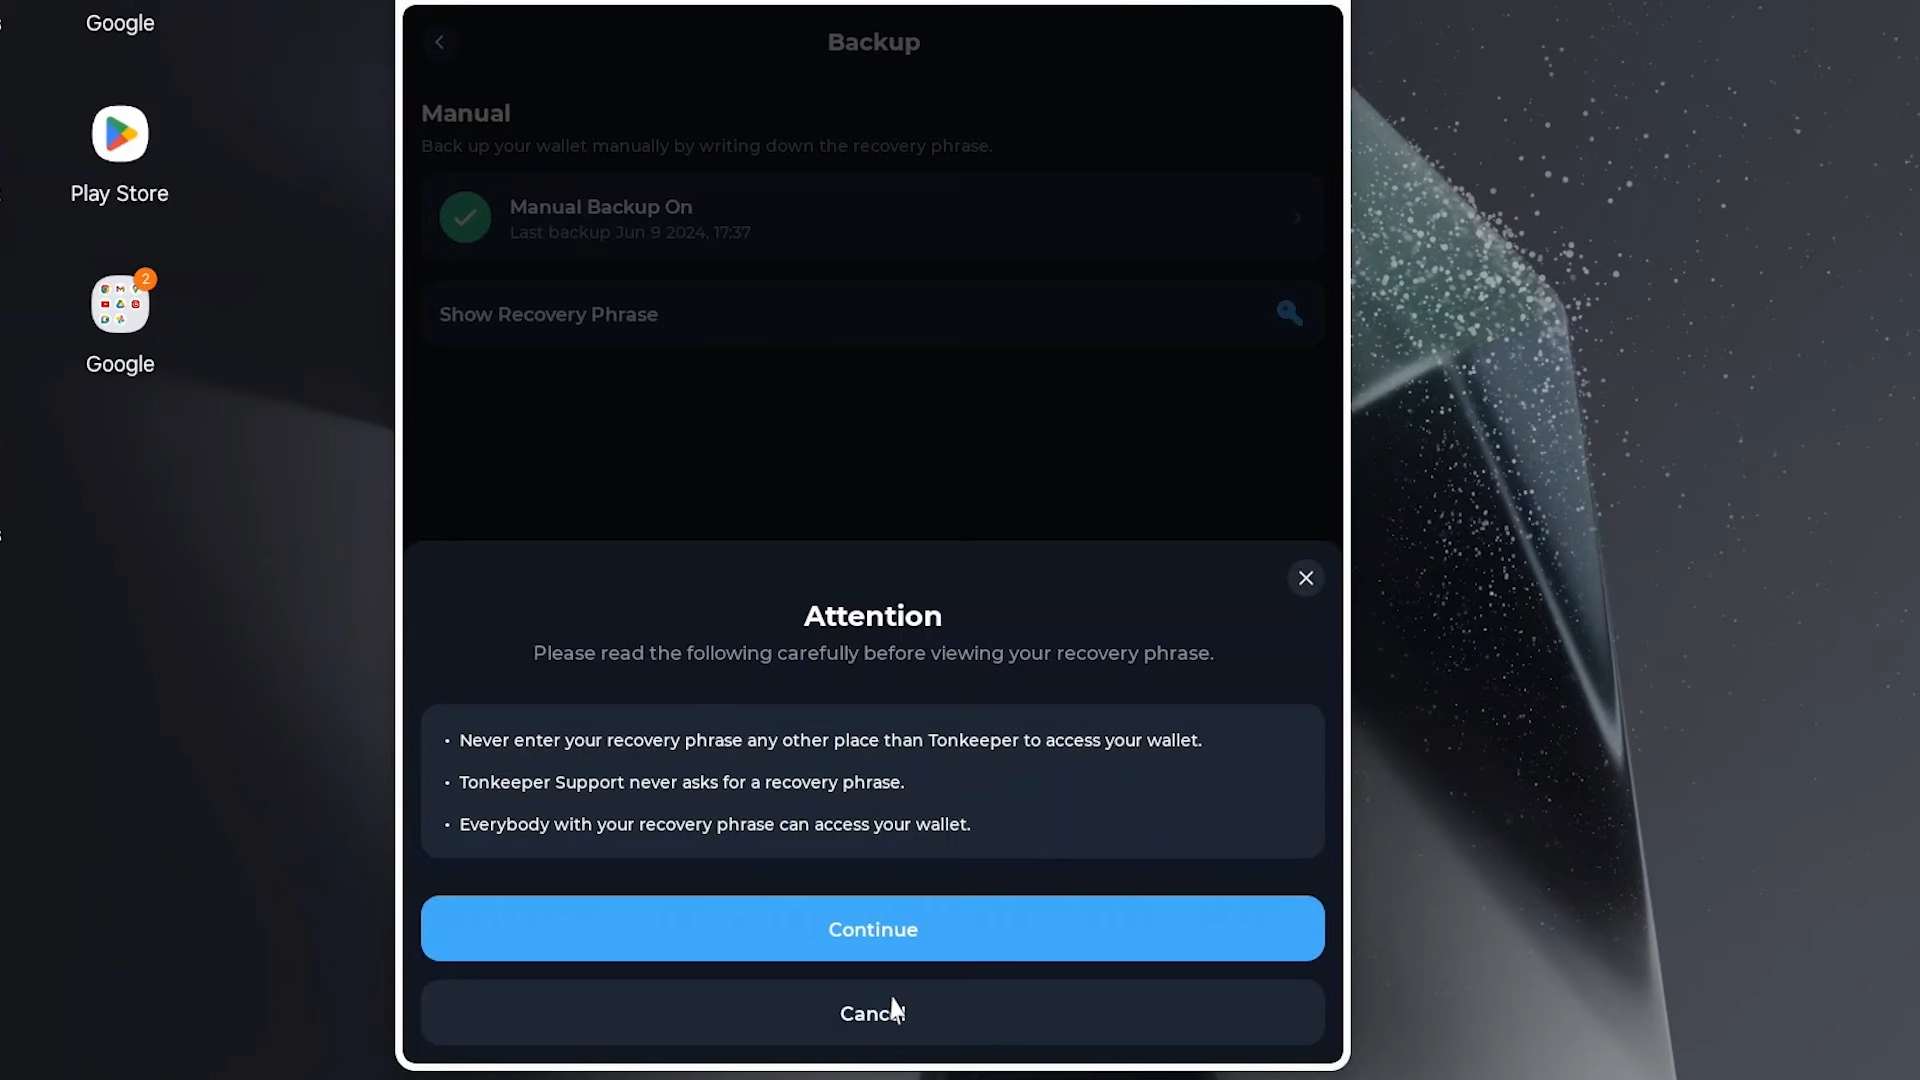 Google
Play Store
2
Google
Backup
Manual
Back up your wallet manually by writing down the recovery phrase.
Manual Backup On
Last backup Jun 9 2024, 17:37
Show Recovery Phrase
Attention
Please read the following carefully before viewing your recovery phrase.
• Never enter your recovery phrase any other place than Tonkeeper to access your wallet.
• Tonkeeper Support never asks for a recovery phrase.
• Everybody with your recovery phrase can access your wallet.
Continue
Cancel